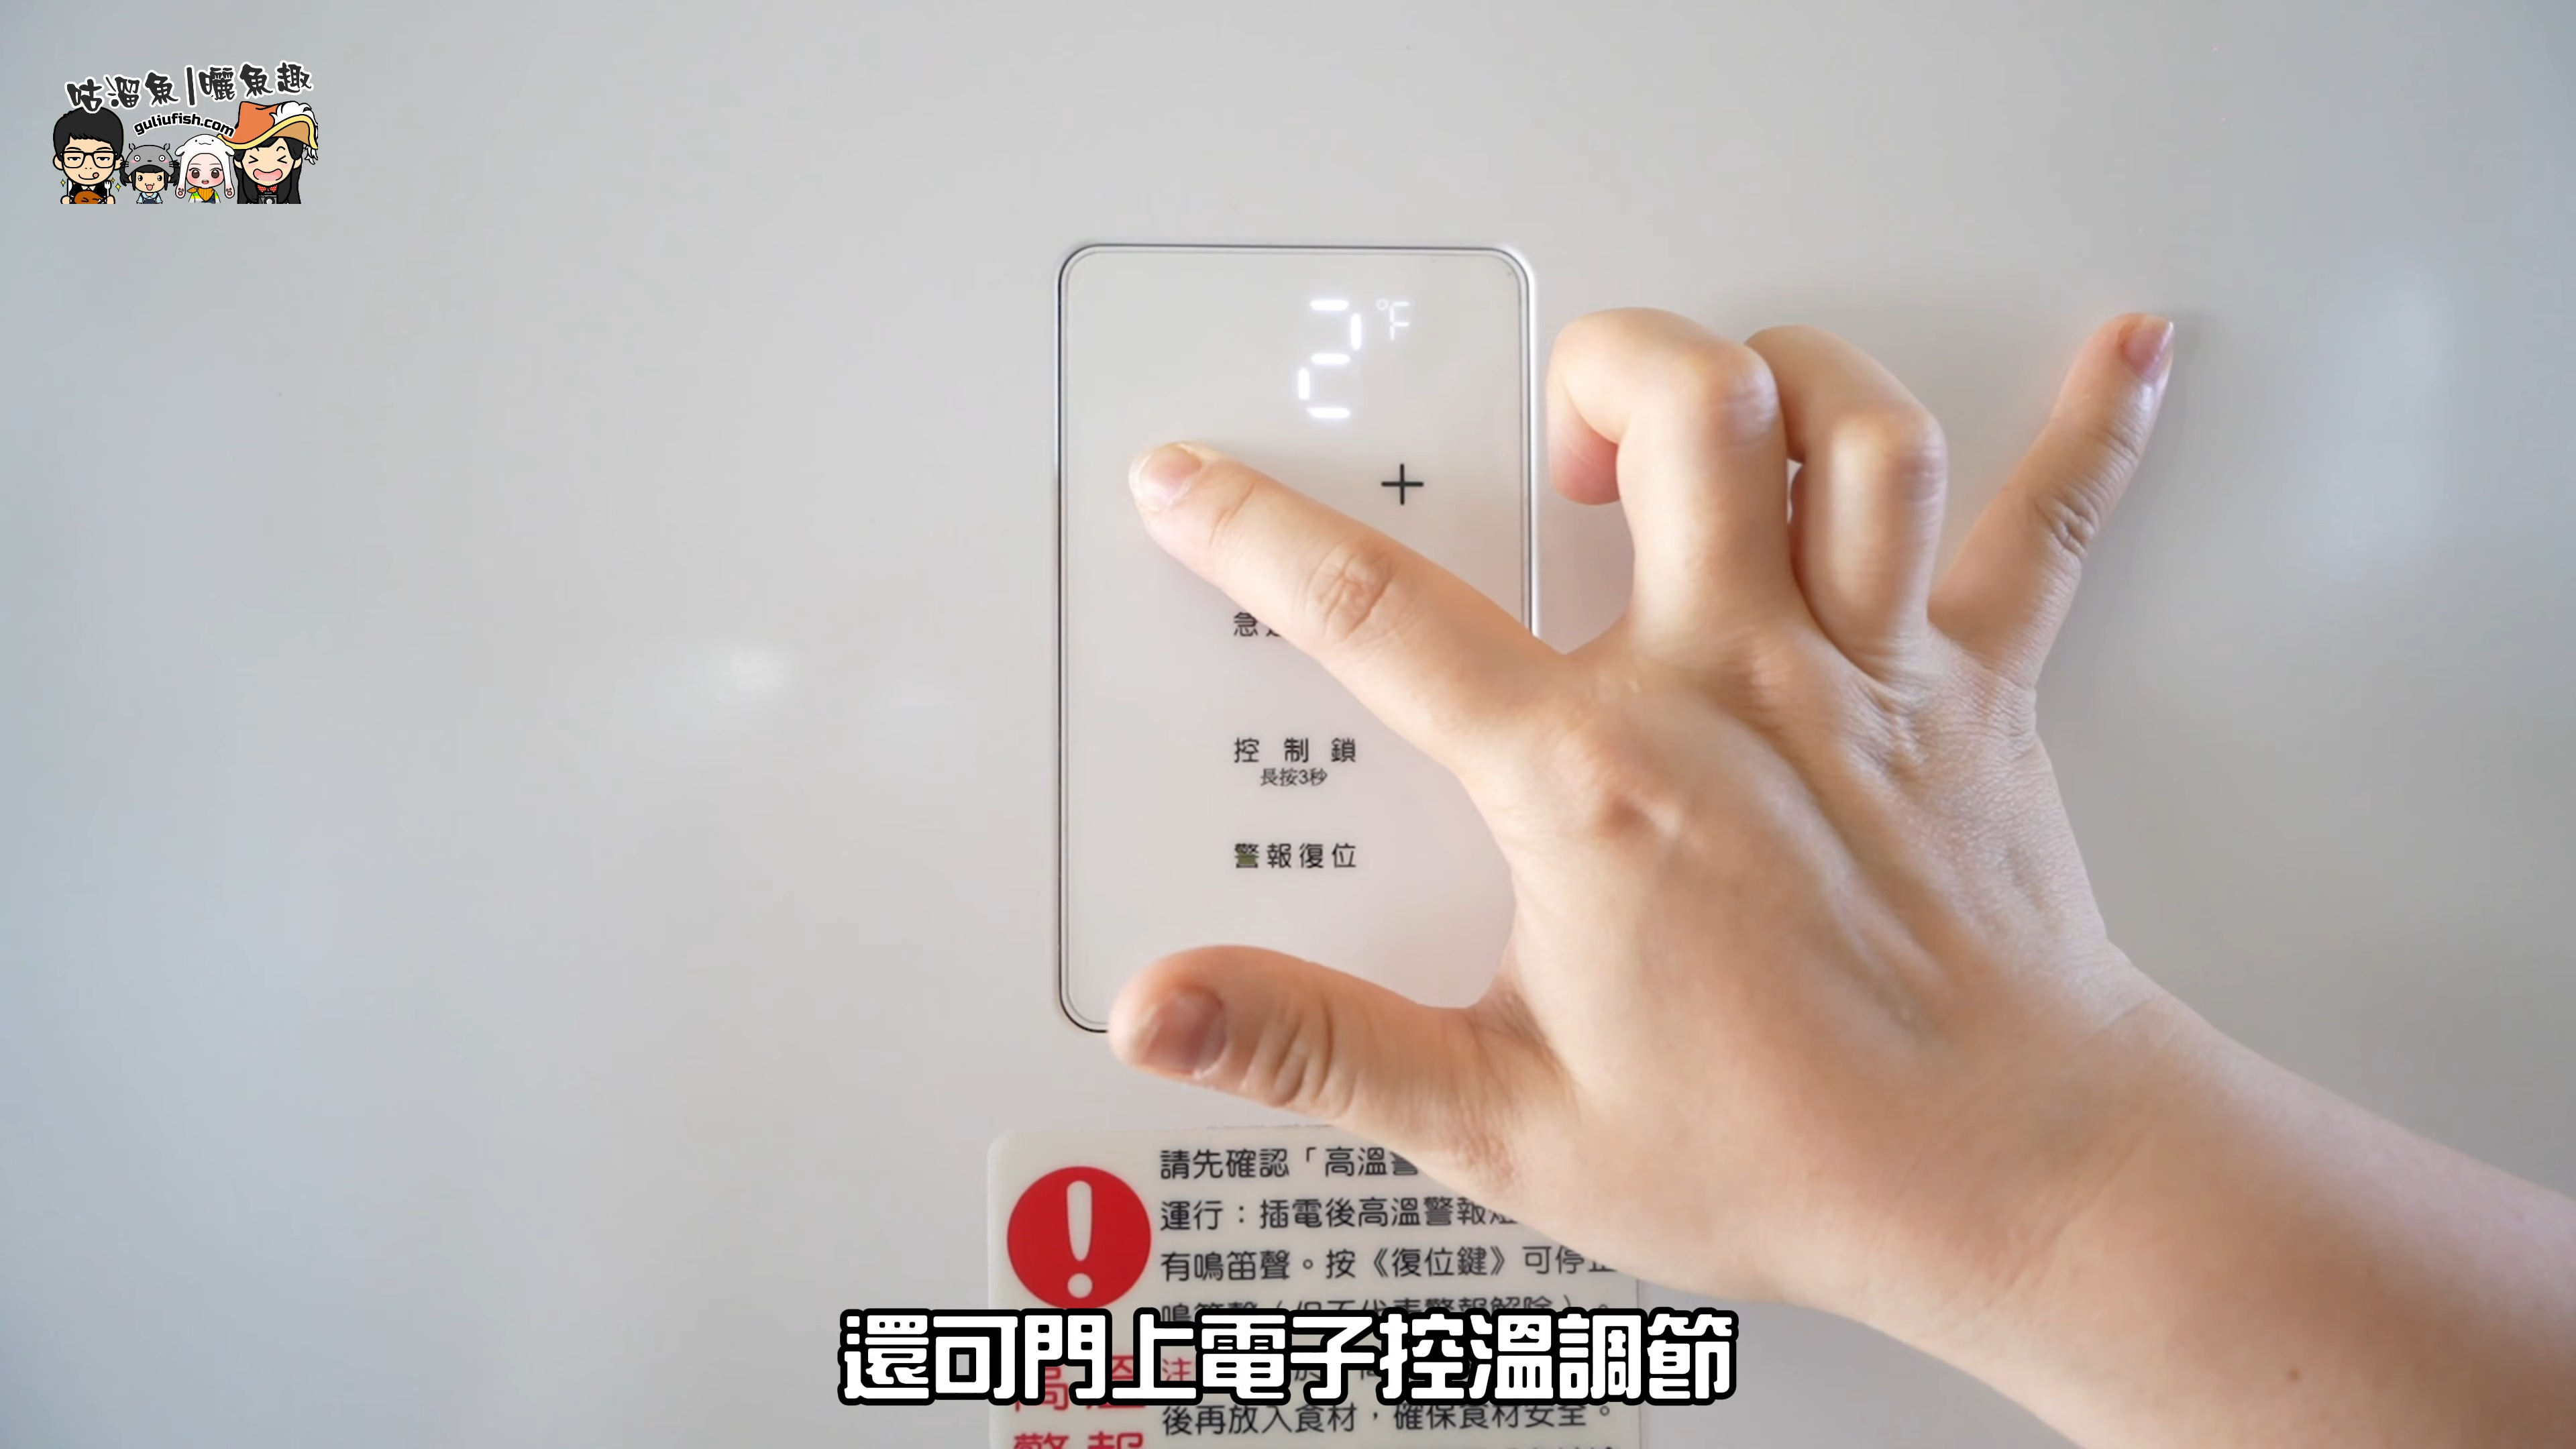 咕溜魚|曬魚趣
guliufish.com
2 °F
+
急
控制鎖
長按3秒
警報復位
請先確認「高溫警
運行：插電後高溫警報
有鳴笛聲。按《復位鍵》可停止
還可門上電子控溫調節
後再放入食材，確保食材安全。